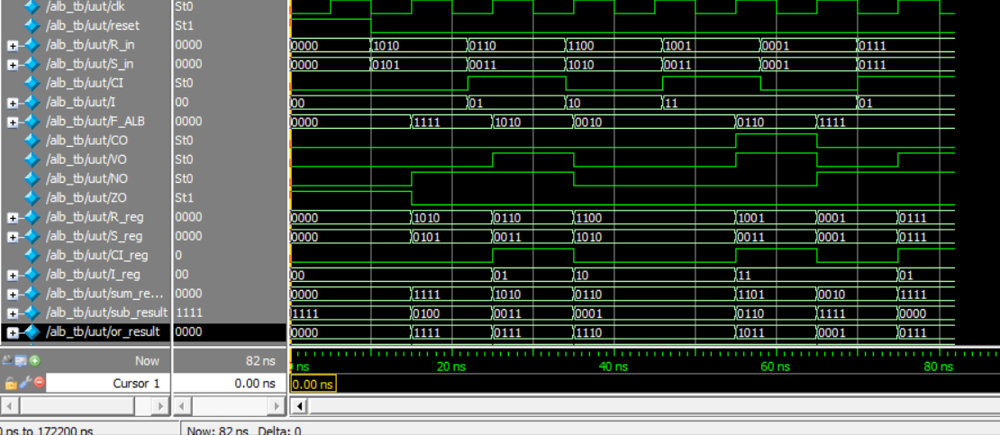 /alb_tb/uut/clk St0
/alb_tb/uut/reset St1
/alb_tb/uut/R_in 0000 0000 1010 0110 1100 1001 0001 0111
/alb_tb/uut/S_in 0000 0000 0101 0011 1010 0011 0001 0111
/alb_tb/uut/CI St0
/alb_tb/uut/I 00 00 01 10 11 01
/alb_tb/uut/F_ALB 0000 0000 1111 1010 0010 0110 1111
/alb_tb/uut/CO St0
/alb_tb/uut/VO St0
/alb_tb/uut/NO St0
/alb_tb/uut/ZO St1
/alb_tb/uut/R_reg 0000 0000 1010 0110 1100 1001 0001 0111
/alb_tb/uut/S_reg 0000 0000 0101 0011 1010 0011 0001 0111
/alb_tb/uut/CI_reg 0
/alb_tb/uut/I_reg 00 00 01 10 11 01
/alb_tb/uut/sum_re... 0000 0000 1111 1010 0110 1101 0010 1111
/alb_tb/uut/sub_result 1111 1111 0100 0011 0001 0110 1111 0000
/alb_tb/uut/or_result 0000 0000 1111 0111 1110 1011 0001 0111
Now 82 ns ns 20 ns 40 ns 60 ns 80 ns
Cursor 1 0.00 ns 0.00 ns
0 ns to 172200 ns Now: 82 ns Delta: 0